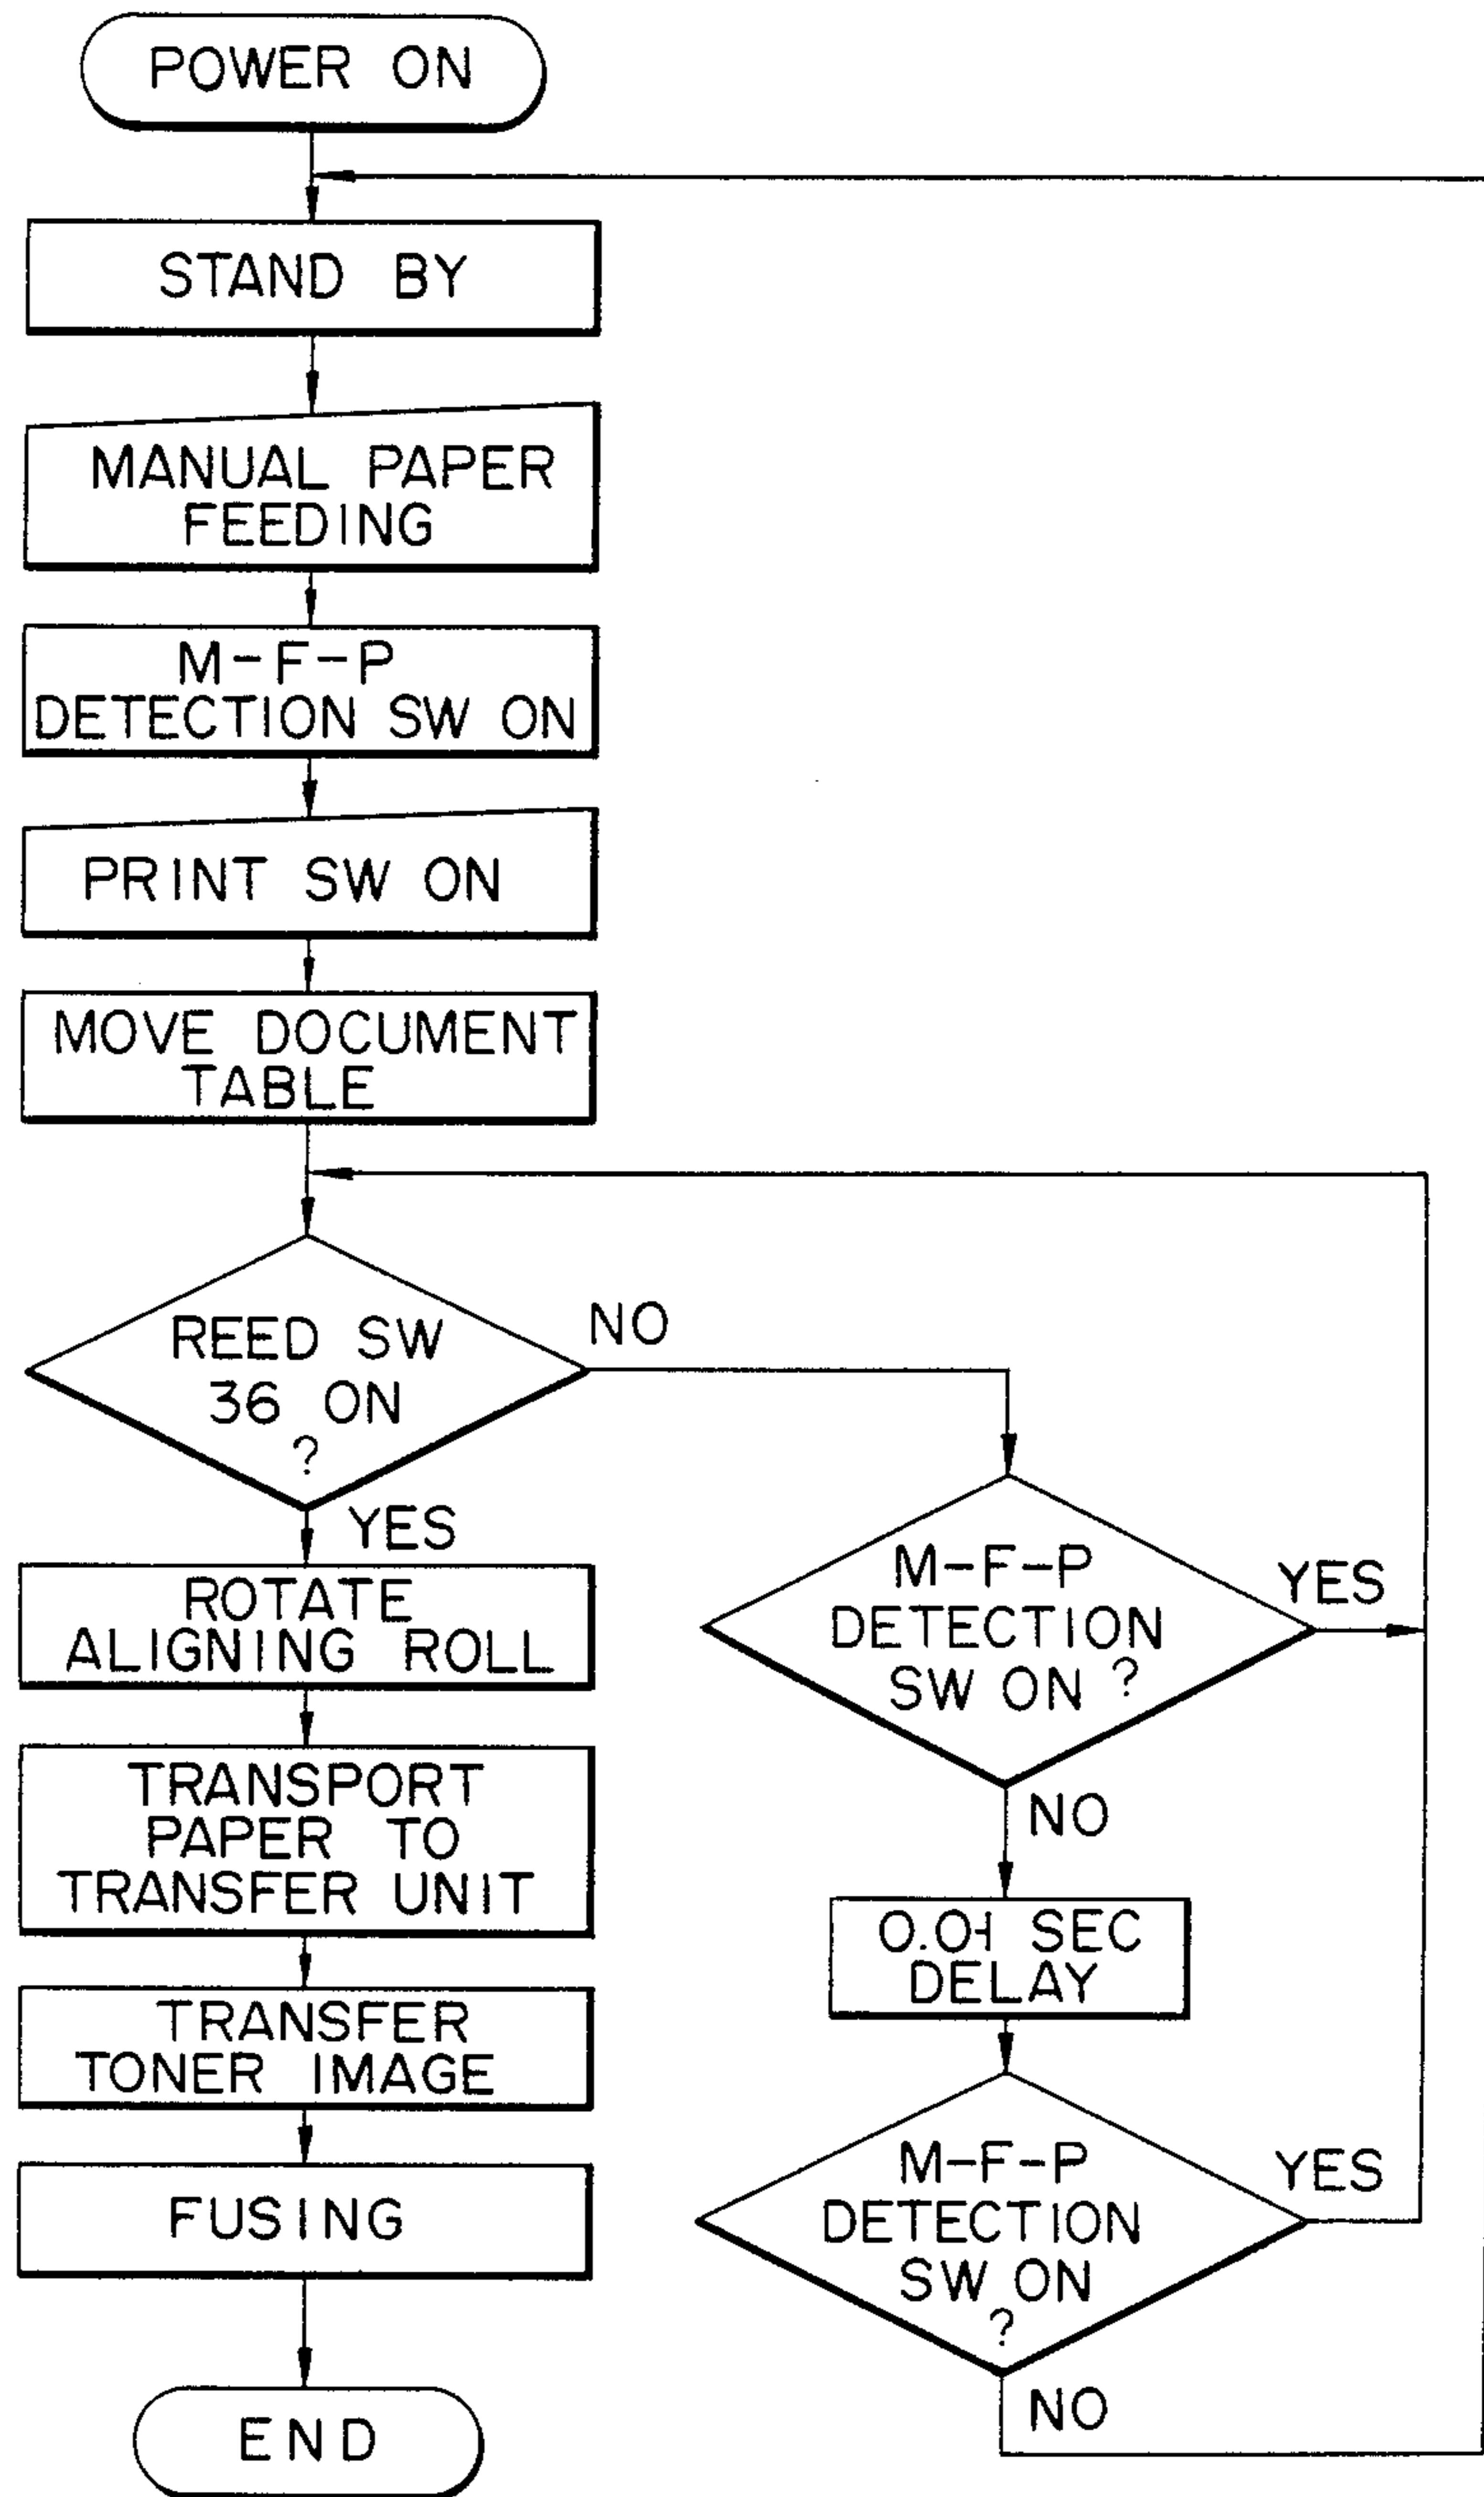 POWER ON
STAND BY
MANUAL PAPER
FEEDING
M-F-P
DETECTION SW ON
PRINT SW ON
MOVE DOCUMENT
TABLE
REED SW
36 ON
?
NO
YES
ROTATE
ALIGNING ROLL
TRANSPORT
PAPER TO
TRANSFER UNIT
TRANSFER
TONER IMAGE
FUSING
END
M-F-P
DETECTION
SW ON ?
YES
NO
0.01 SEC
DELAY
M-F-P
DETECTION
SW ON
?
YES
NO